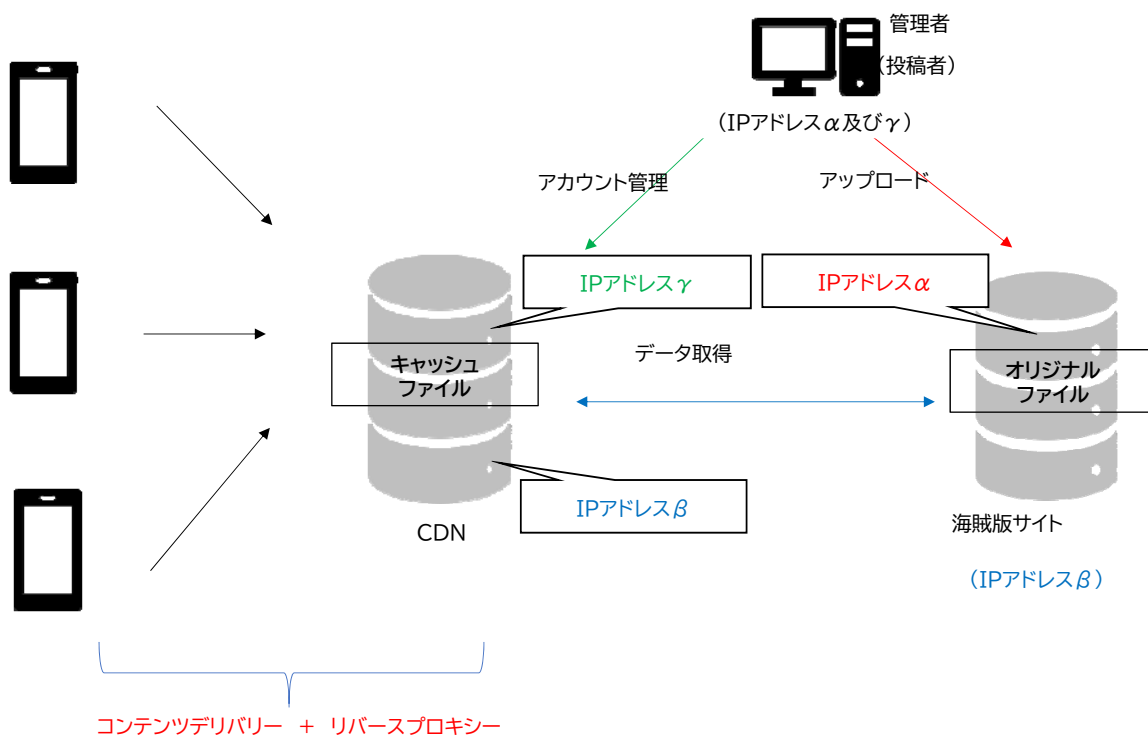 管理者
（投稿者）
（IPアドレスα及びγ）
アカウント管理
アップロード
IPアドレスγ
IPアドレスα
データ取得
キャッシュ
ファイル
オリジナル
ファイル
IPアドレスβ
CDN
海賊版サイト
（IPアドレスβ）
コンテンツデリバリー　+　リバースプロキシー